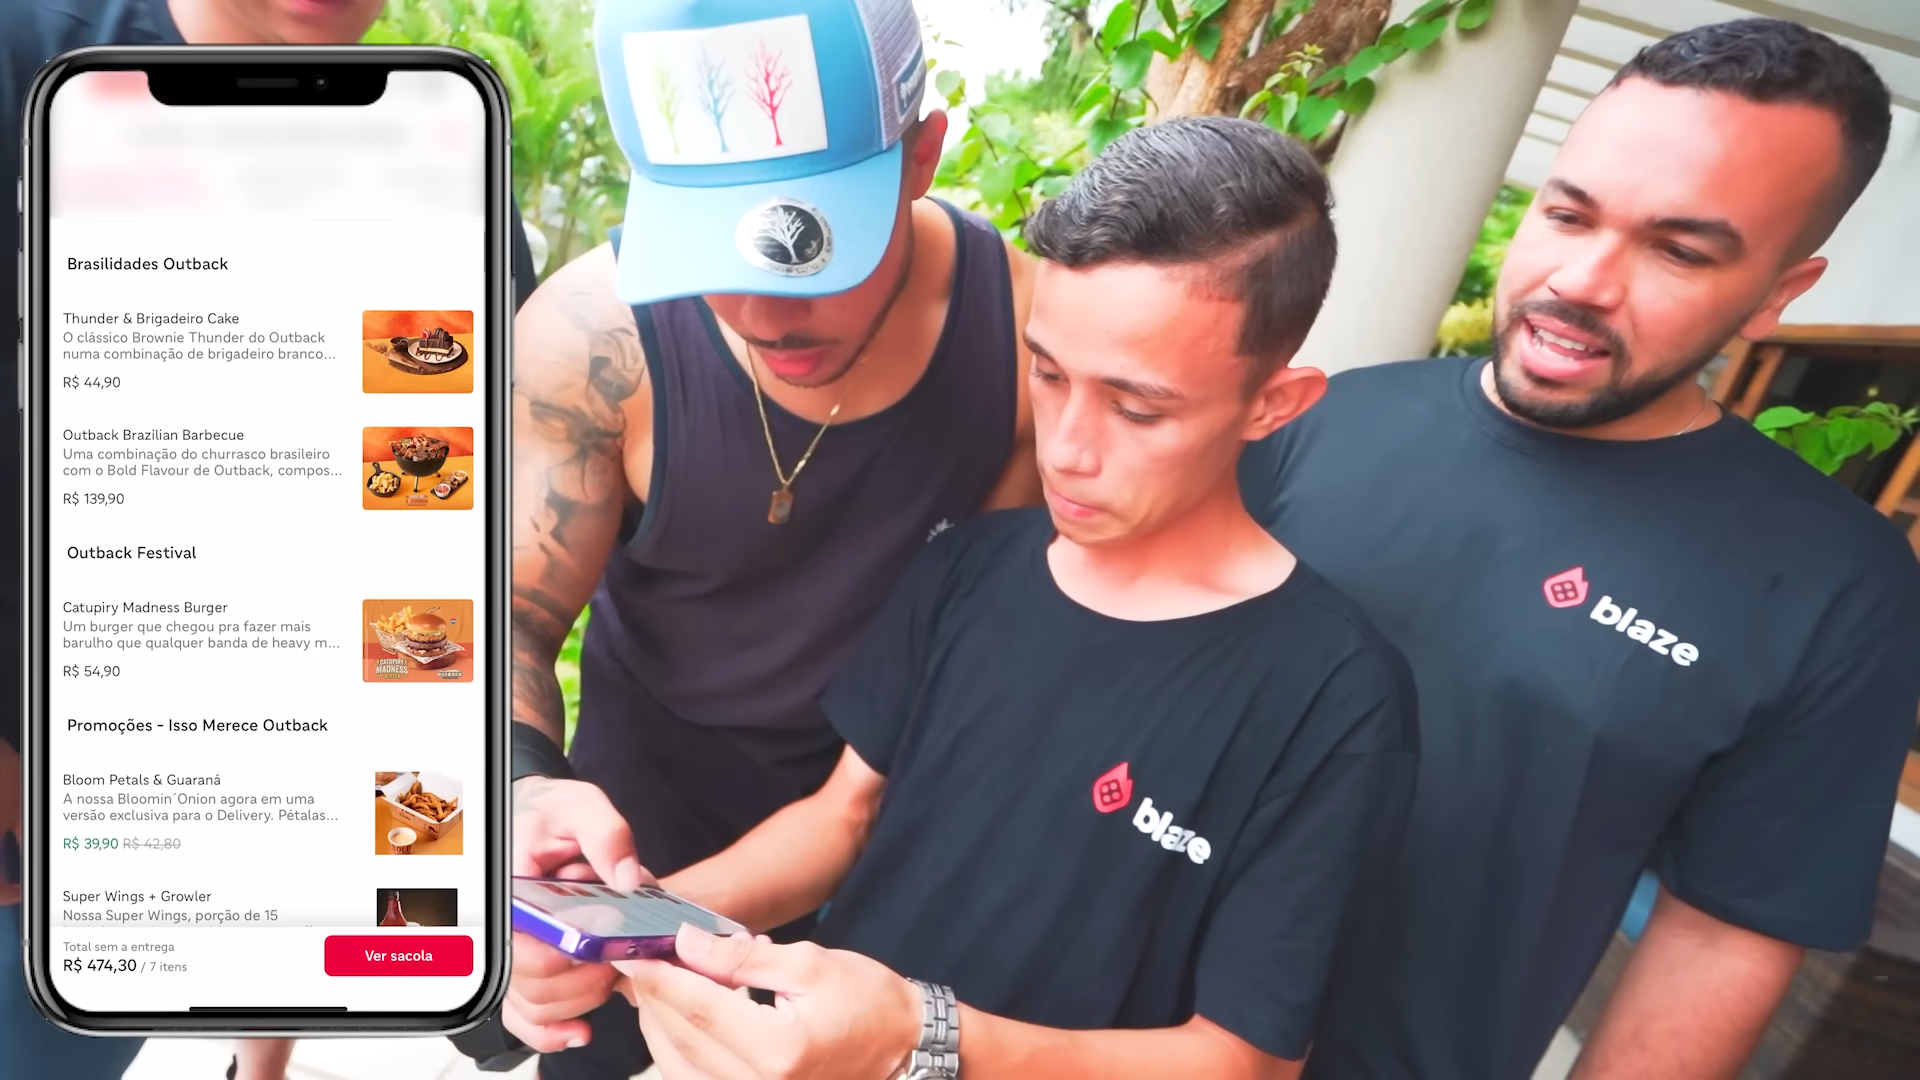 Brasilidades Outback
Thunder & Brigadeiro Cake
O clássico Brownie Thunder do Outback
numa combinação de brigadeiro branco...
R$ 44,90
Outback Brazilian Barbecue
Uma combinação do churrasco brasileiro
com o Bold Flavour de Outback, compos...
R$ 139,90
Outback Festival
Catupiry Madness Burger
Um burger que chegou pra fazer mais
barulho que qualquer banda de heavy m...
R$ 54,90
CATUPIRY
MADNESS
OUTBACK
Promoções - Isso Merece Outback
Bloom Petals & Guaraná
A nossa Bloomin´Onion agora em uma
versão exclusiva para o Delivery. Pétalas...
R$ 39,90 R$ 42,80
Super Wings + Growler
Nossa Super Wings, porção de 15
Total sem a entrega
R$ 474,30 / 7 itens
Ver sacola
blaze
blaze